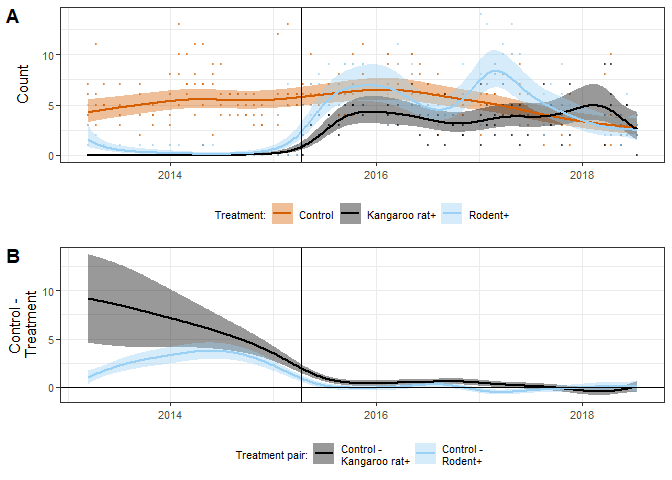 A
Count
10
5
0
2014 2016 2018
Treatment: Control Kangaroo rat+ Rodent+
B
Control -
Treatment
10
5
0
2014 2016 2018
Treatment pair: Control - Kangaroo rat+ Control - Rodent+